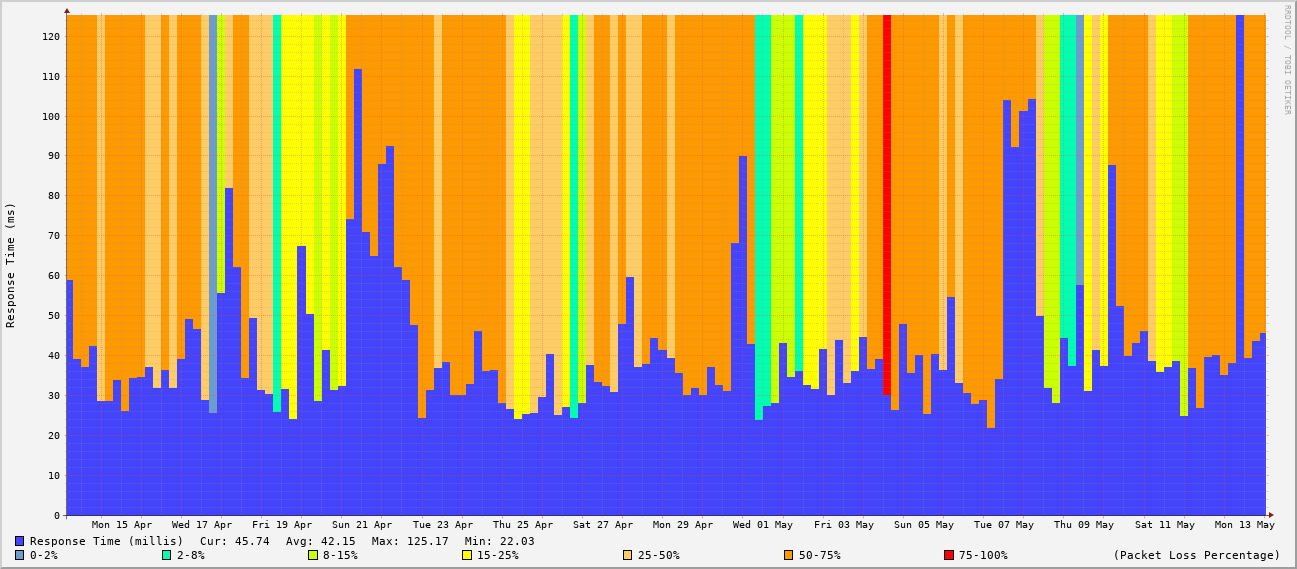 RRDTOOL / TOBI OETIKER
Response Time (ms)
120
110
100
90
80
70
60
50
40
30
20
10
0
Mon 15 Apr Wed 17 Apr Fri 19 Apr Sun 21 Apr Tue 23 Apr Thu 25 Apr Sat 27 Apr Mon 29 Apr Wed 01 May Fri 03 May Sun 05 May Tue 07 May Thu 09 May Sat 11 May Mon 13 May
Response Time (millis) Cur: 45.74 Avg: 42.15 Max: 125.17 Min: 22.03
0-2% 2-8% 8-15% 15-25% 25-50% 50-75% 75-100% (Packet Loss Percentage)